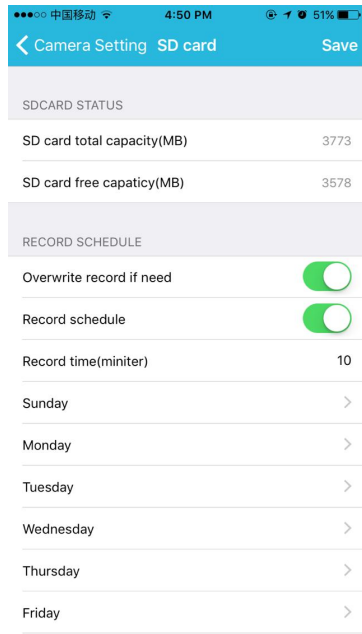 中国移动 4:50 PM 51%
Camera Setting SD card Save
SDCARD STATUS
SD card total capacity(MB) 3773
SD card free capaticy(MB) 3578
RECORD SCHEDULE
Overwrite record if need
Record schedule
Record time(miniter) 10
Sunday
Monday
Tuesday
Wednesday
Thursday
Friday